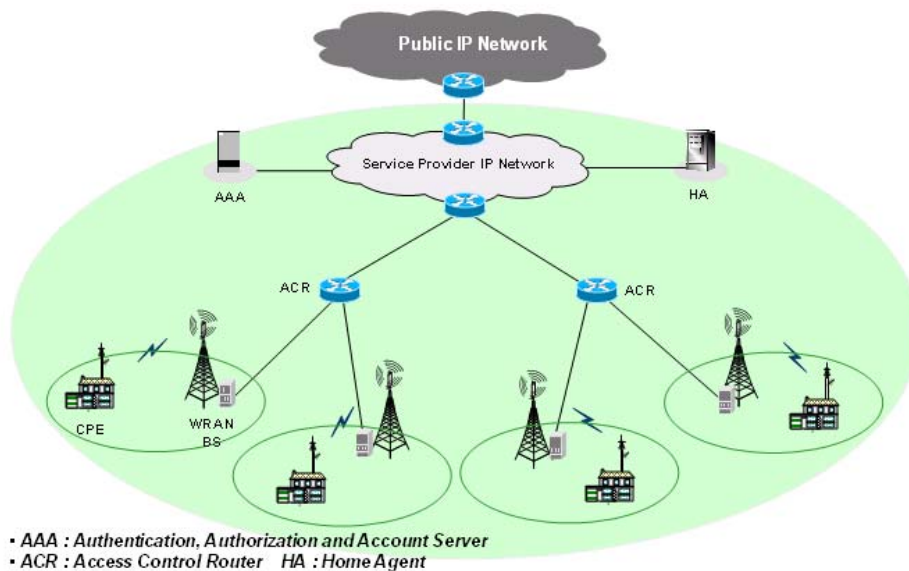 Public IP Network
Service Provider IP Network
AAA
HA
ACR
ACR
CPE
WRAN
BS
▪ AAA : Authentication, Authorization and Account Server
▪ ACR : Access Control Router HA : Home Agent